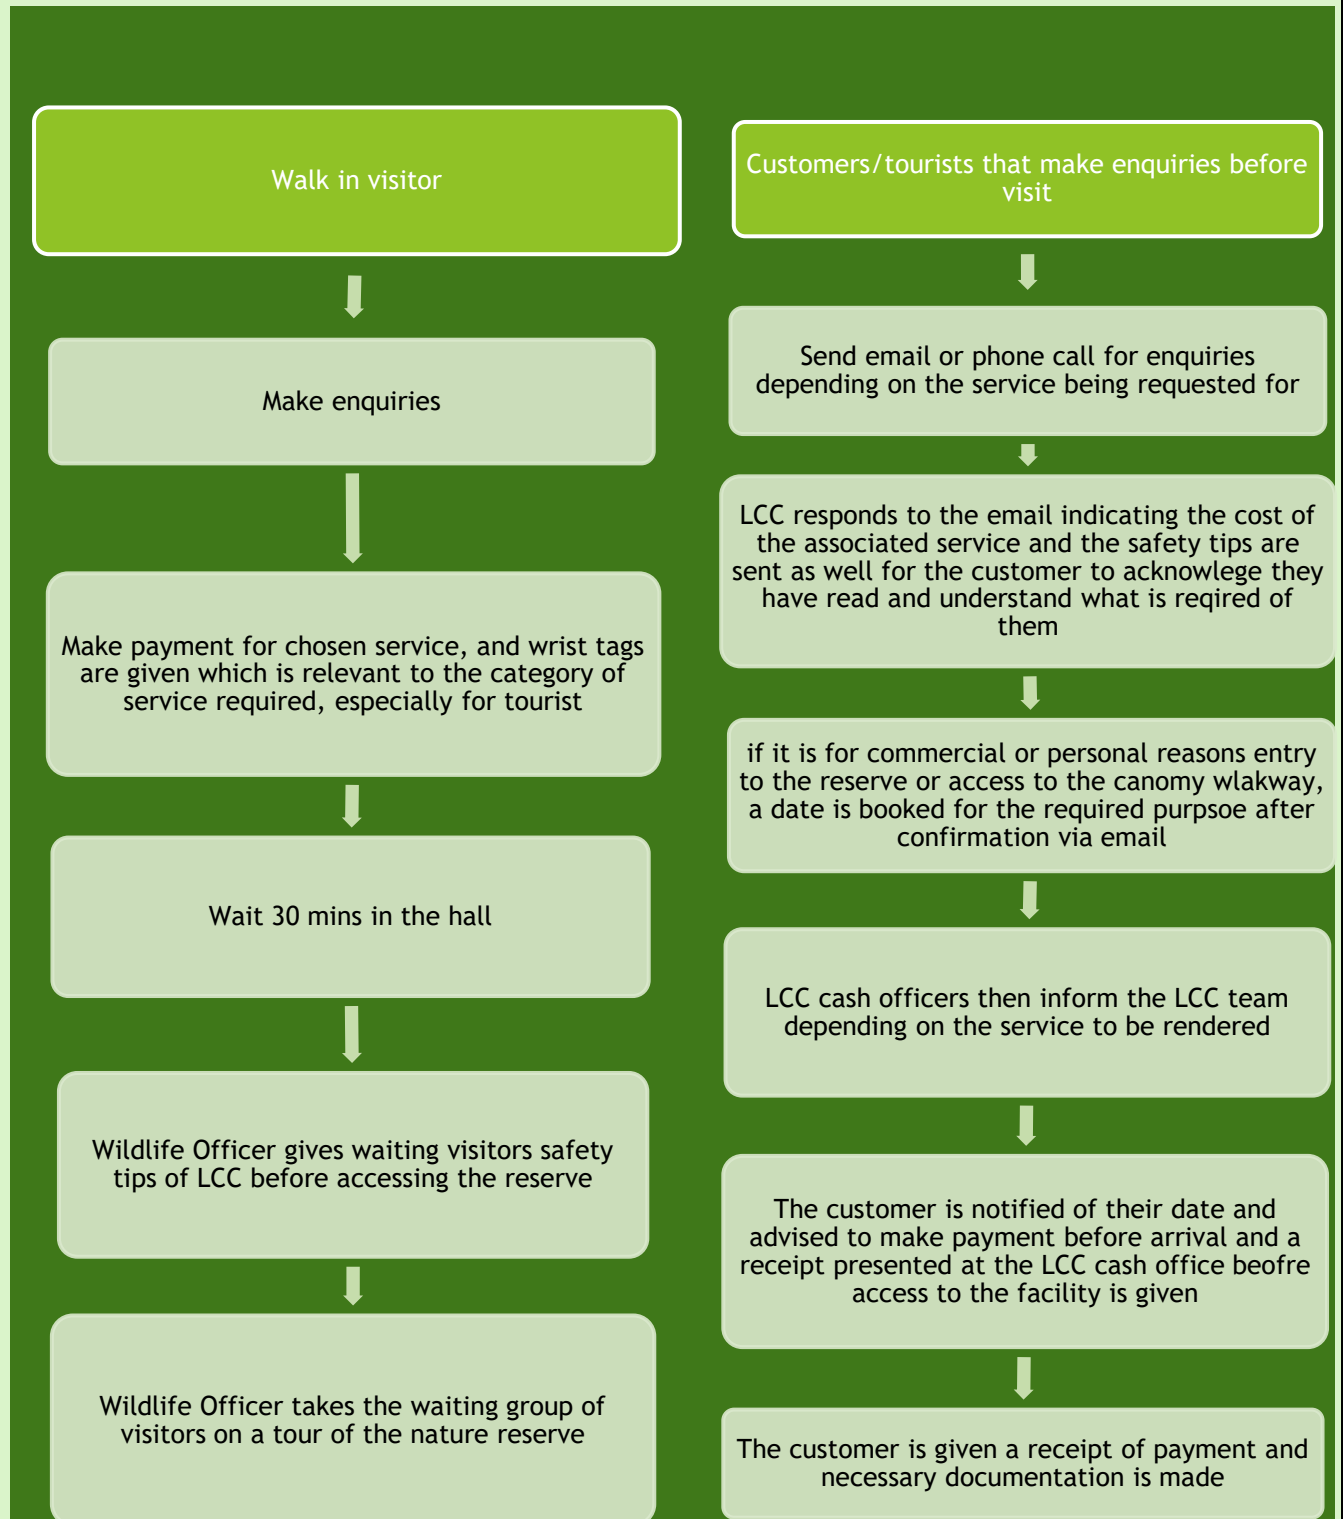 Walk in visitor
Make enquiries
Make payment for chosen service, and wrist tags
are given which is relevant to the category of
service required, especially for tourist
Wait 30 mins in the hall
Wildlife Officer gives waiting visitors safety
tips of LCC before accessing the reserve
Wildlife Officer takes the waiting group of
visitors on a tour of the nature reserve
Customers/tourists that make enquiries before
visit
Send email or phone call for enquiries
depending on the service being requested for
LCC responds to the email indicating the cost of
the associated service and the safety tips are
sent as well for the customer to acknowlege they
have read and understand what is reqired of
them
if it is for commercial or personal reasons entry
to the reserve or access to the canomy wlakway,
a date is booked for the required purpsoe after
confirmation via email
LCC cash officers then inform the LCC team
depending on the service to be rendered
The customer is notified of their date and
advised to make payment before arrival and a
receipt presented at the LCC cash office beofre
access to the facility is given
The customer is given a receipt of payment and
necessary documentation is made